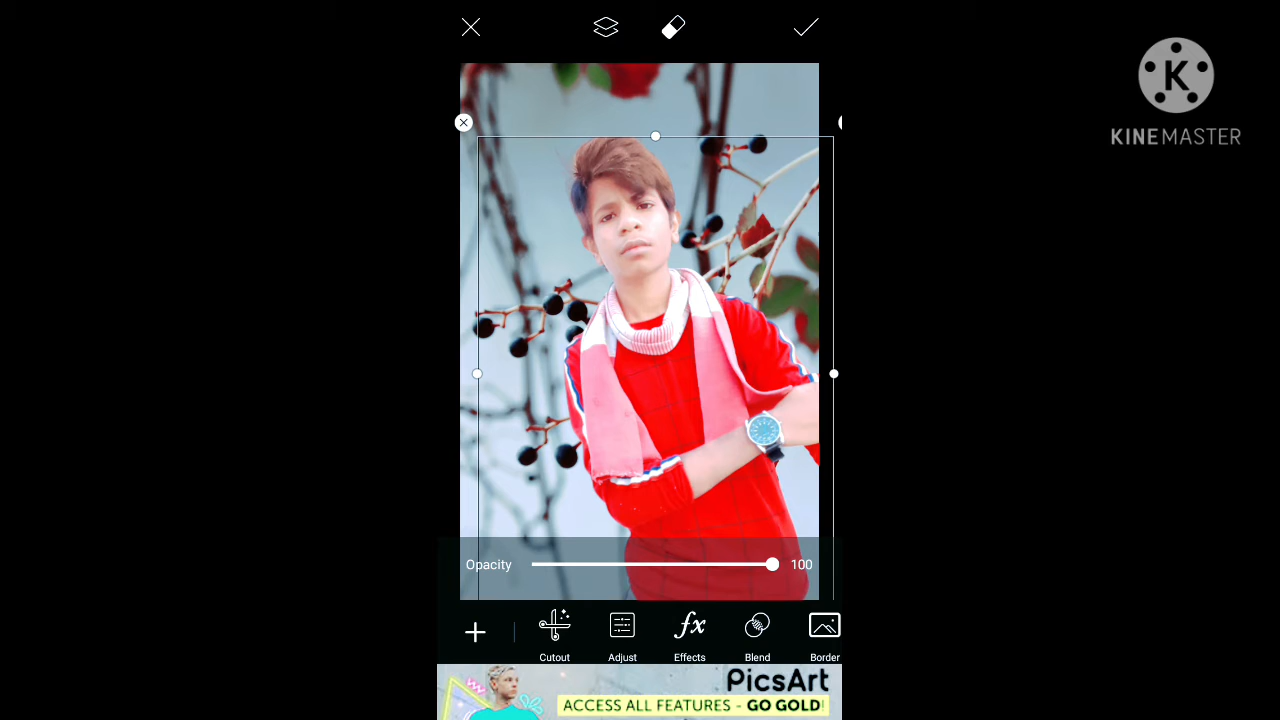 K
KINEMASTER
Opacity 100
fx
Cutout Adjust Effects Blend Border
PicsArt
ACCESS ALL FEATURES - GO GOLD!